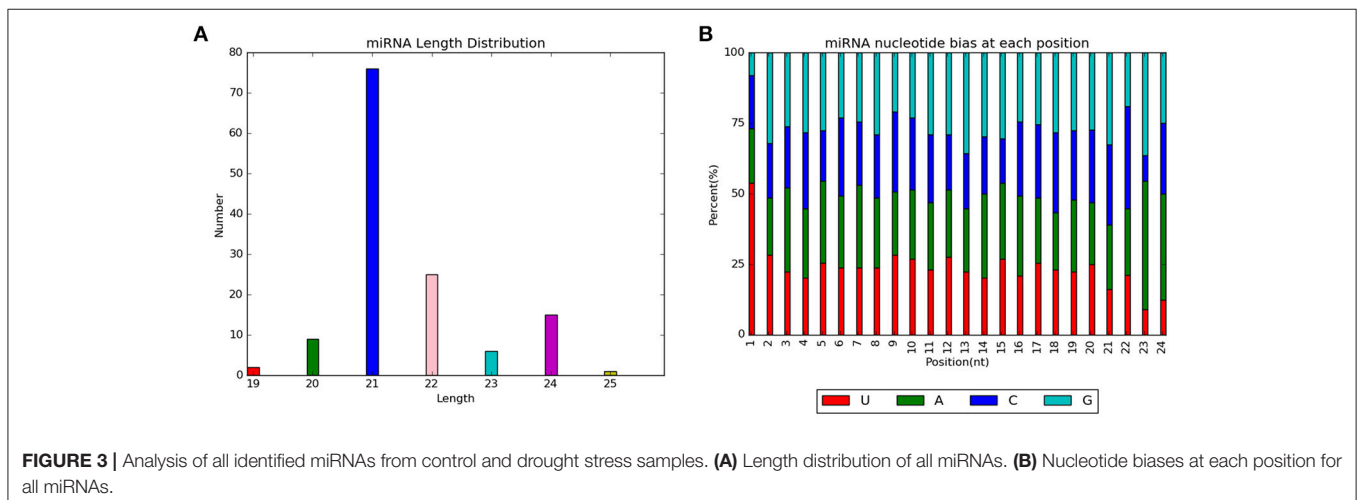 A
miRNA Length Distribution
80
70
60
50
40
30
20
10
0
Number
19 20 21 22 23 24 25
Length
B
miRNA nucleotide bias at each position
100
75
50
25
0
Percent(%)
1 2 3 4 5 6 7 8 9 10 11 12 13 14 15 16 17 18 19 20 21 22 23 24
Position(nt)
U A C G
FIGURE 3 | Analysis of all identified miRNAs from control and drought stress samples. (A) Length distribution of all miRNAs. (B) Nucleotide biases at each position for
all miRNAs.